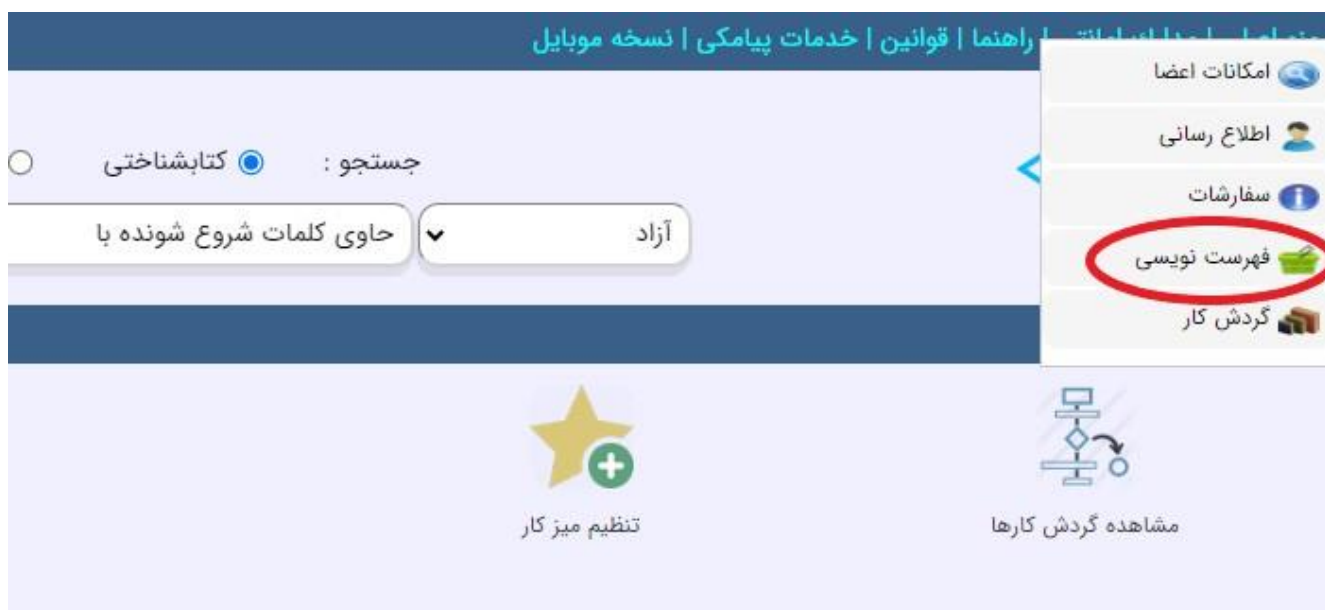 راهنما | قوانین | خدمات پیامکی | نسخه موبایل
امکانات اعضا
اطلاع رسانی
سفارشات
فهرست نویسی
گردش کار
جستجو : کتابشناختی
آزاد
حاوی کلمات شروع شونده با
مشاهده گردش کارها
تنظیم میز کار